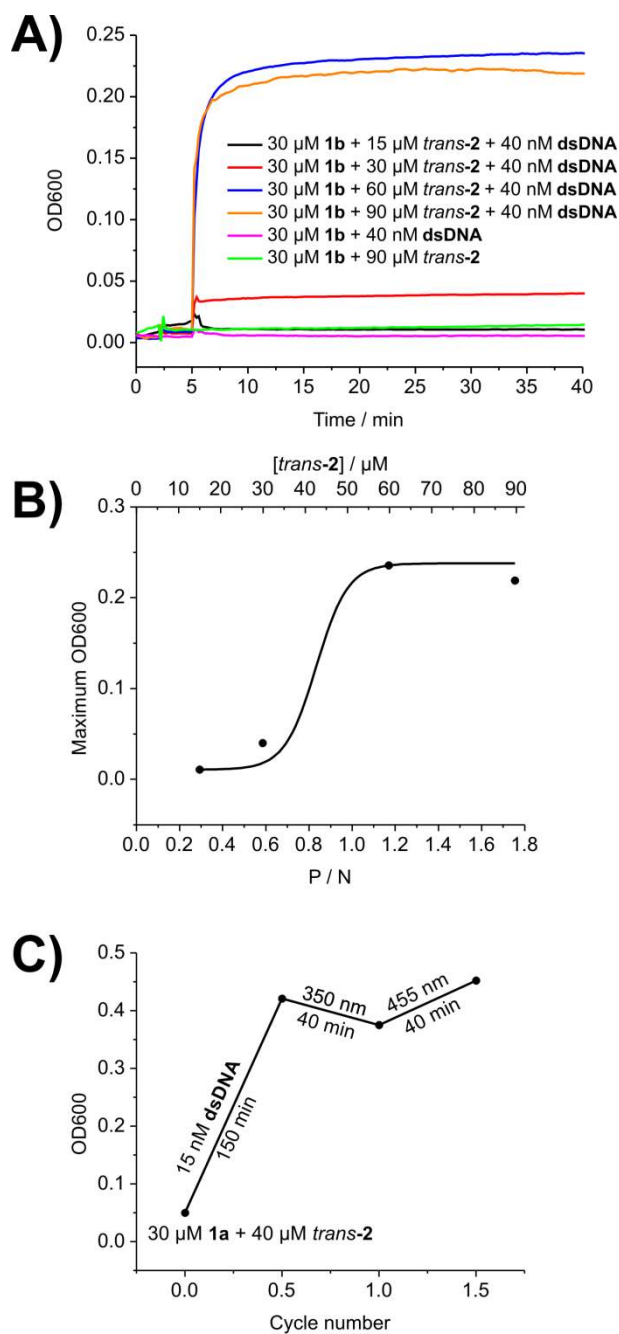 A)
0.25
0.20
0.15
0.10
0.05
0.00
OD600
30 μM 1b + 15 μM trans-2 + 40 nM dsDNA
30 μM 1b + 30 μM trans-2 + 40 nM dsDNA
30 μM 1b + 60 μM trans-2 + 40 nM dsDNA
30 μM 1b + 90 μM trans-2 + 40 nM dsDNA
30 μM 1b + 40 nM dsDNA
30 μM 1b + 90 μM trans-2
0 5 10 15 20 25 30 35 40
Time / min
B)
[trans-2] / μM
0 10 20 30 40 50 60 70 80 90
0.3
0.2
0.1
0.0
Maximum OD600
0.0 0.2 0.4 0.6 0.8 1.0 1.2 1.4 1.6 1.8
P / N
C)
0.5
0.4
0.3
0.2
0.1
0.0
OD600
15 nM dsDNA
150 min
350 nm
40 min
455 nm
40 min
30 μM 1a + 40 μM trans-2
0.0 0.5 1.0 1.5
Cycle number